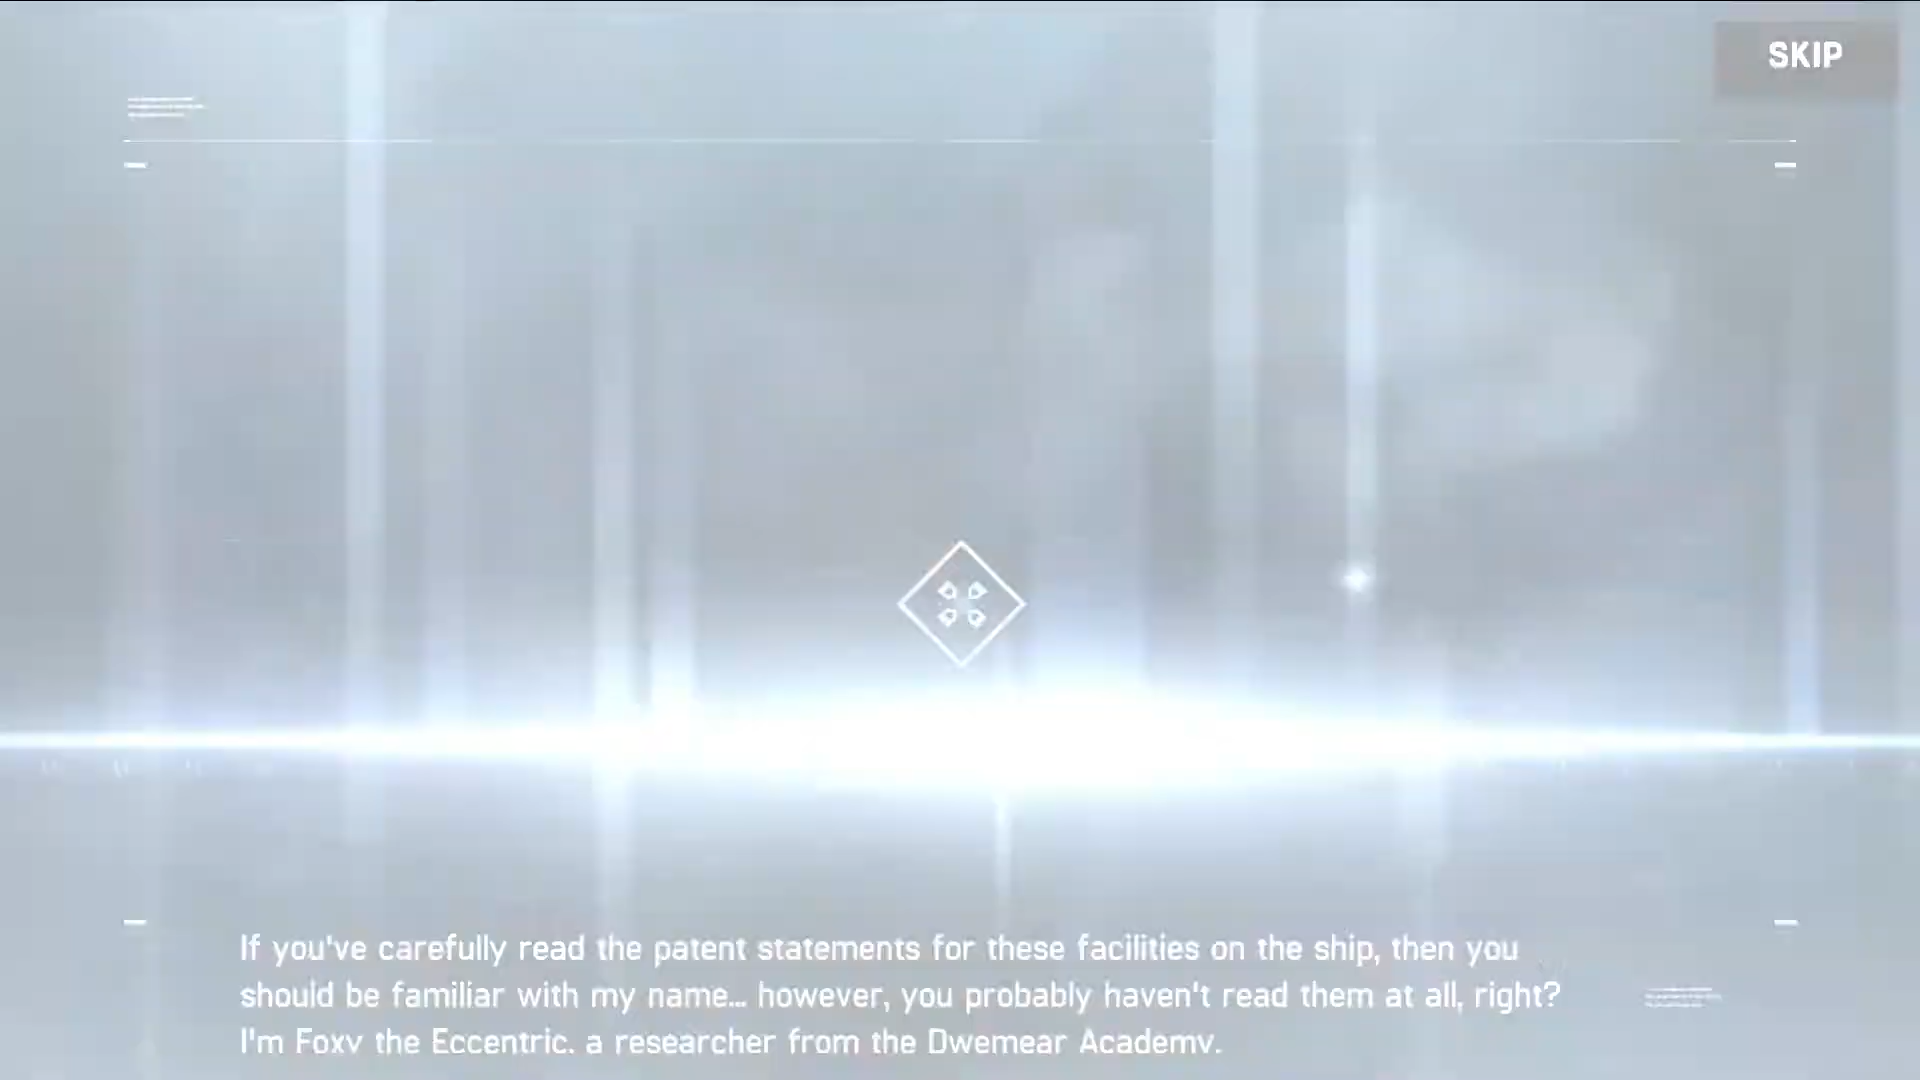 SKIP
If you've carefully read the patent statements for these facilities on the ship, then you
should be familiar with my name... however, you probably haven't read them at all, right?
I'm Foxy the Eccentric, a researcher from the Dwemear Academy.